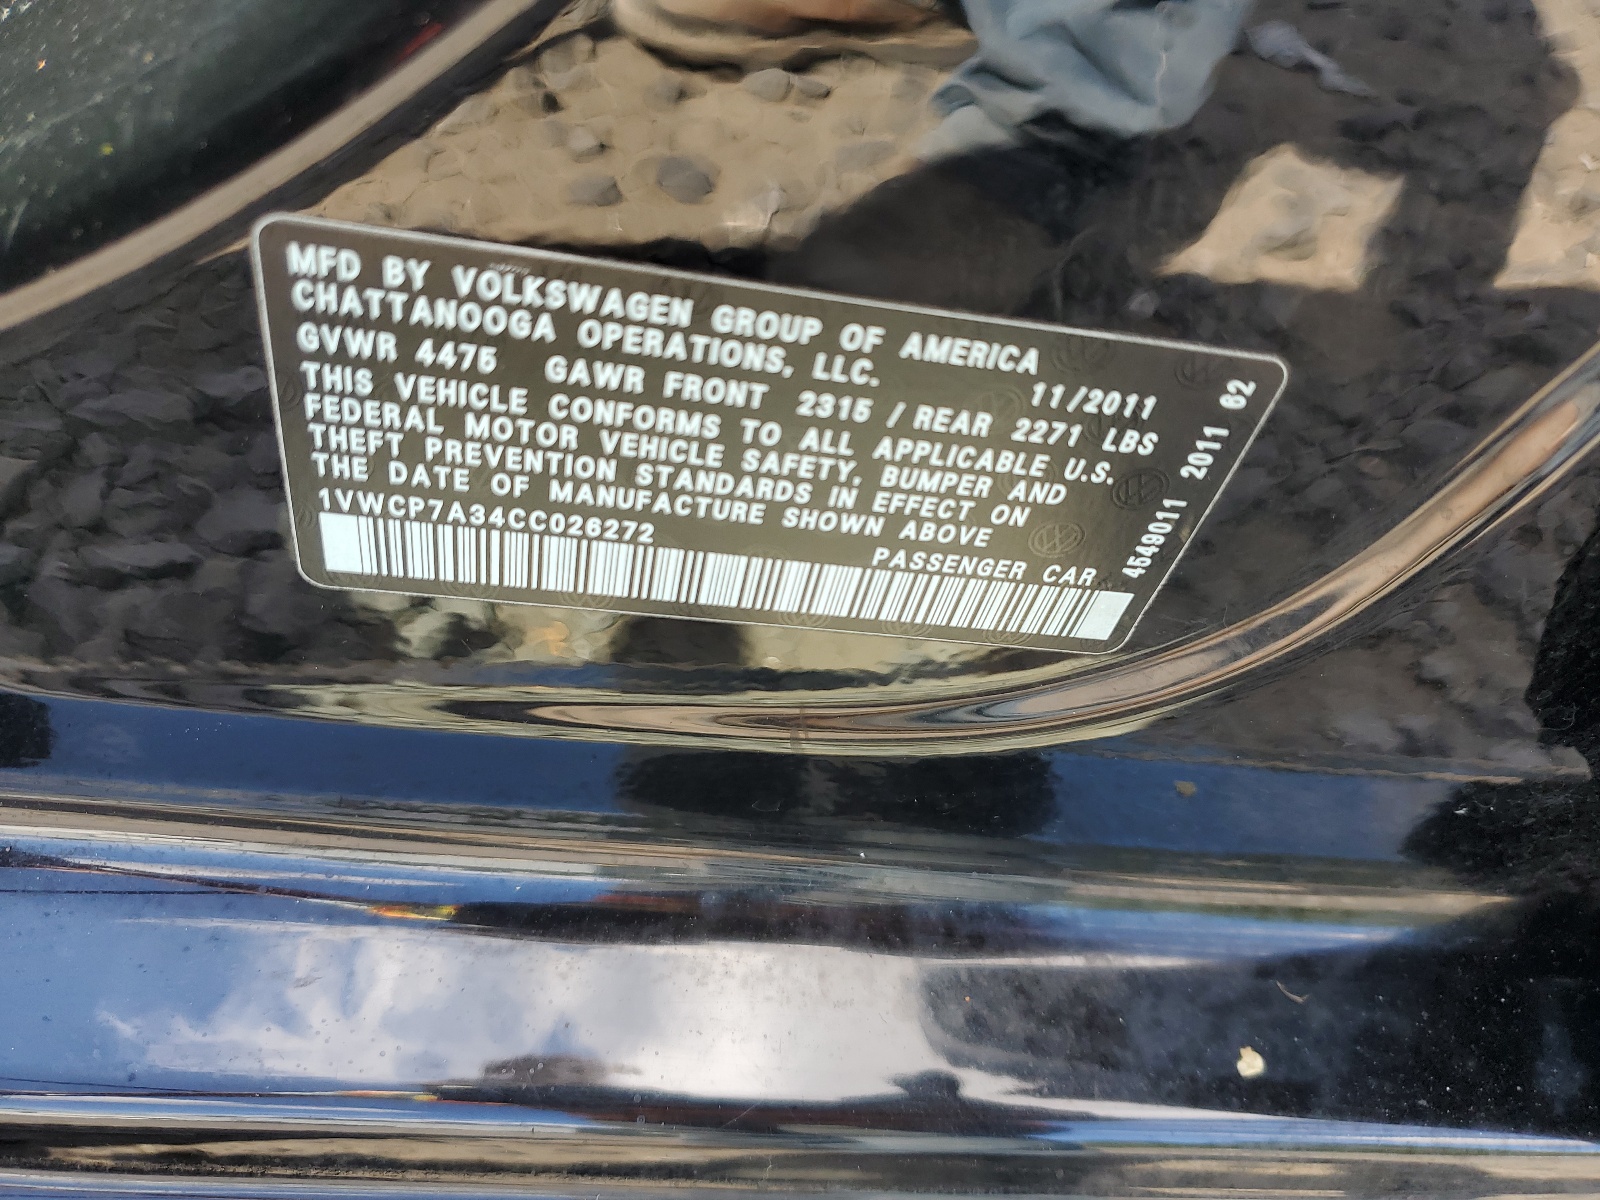 MFD BY VOLKSWAGEN GROUP OF AMERICA
CHATTANOOGA OPERATIONS, LLC. 11/2011
GVWR 4475 GAWR FRONT 2315 / REAR 2271 LBS
THIS VEHICLE CONFORMS TO ALL APPLICABLE U.S.
FEDERAL MOTOR VEHICLE SAFETY, BUMPER AND
THEFT PREVENTION STANDARDS IN EFFECT ON
THE DATE OF MANUFACTURE SHOWN ABOVE
1VWCP7A34CC026272 PASSENGER CAR
4549011 2011 62